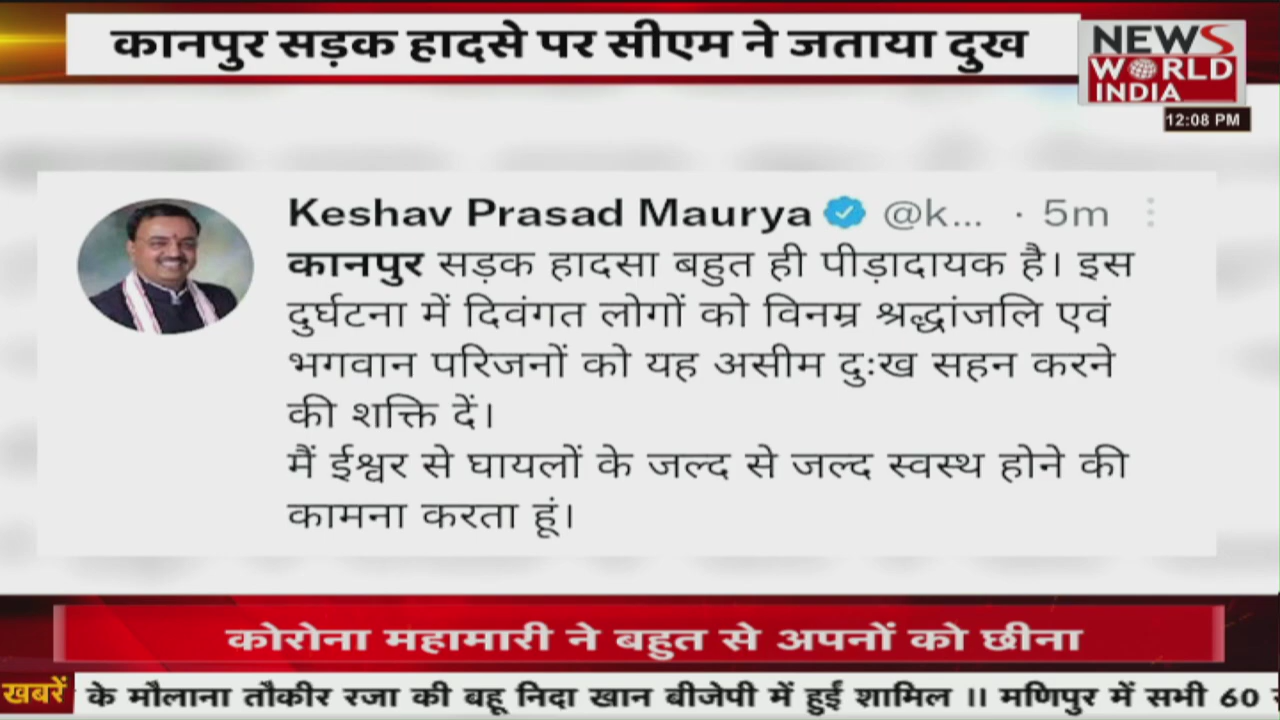 कानपुर सड़क हादसे पर सीएम ने जताया दुख
NEWS
WORLD
INDIA
12:08 PM
Keshav Prasad Maurya @k... · 5m
कानपुर सड़क हादसा बहुत ही पीड़ादायक है। इस
दुर्घटना में दिवंगत लोगों को विनम्र श्रद्धांजलि एवं
भगवान परिजनों को यह असीम दुःख सहन करने
की शक्ति दें।
मैं ईश्वर से घायलों के जल्द से जल्द स्वस्थ होने की
कामना करता हूं।
कोरोना महामारी ने बहुत से अपनों को छीना
खबरें के मौलाना तौकीर रजा की बहू निदा खान बीजेपी में हुईं शामिल ।। मणिपुर में सभी 60